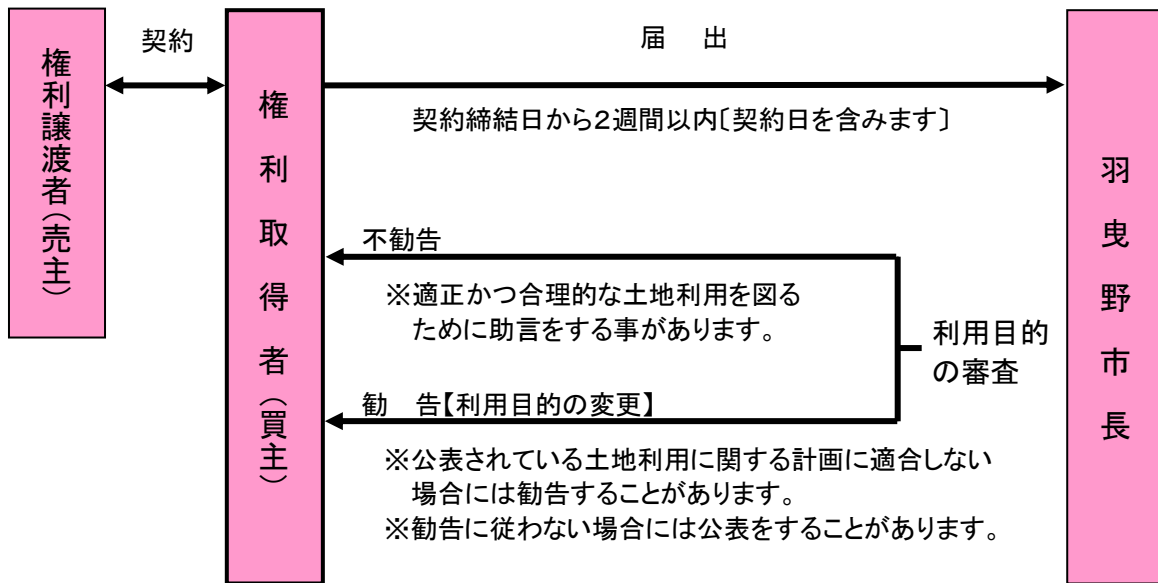 権利譲渡者(売主)
契約
権利取得者(買主)
届 出
契約締結日から2週間以内〔契約日を含みます〕
不勧告
※適正かつ合理的な土地利用を図る
ために助言をする事があります。
勧 告【利用目的の変更】
※公表されている土地利用に関する計画に適合しない
場合には勧告することがあります。
※勧告に従わない場合には公表をすることがあります。
利用目的
の審査
羽曳野市長